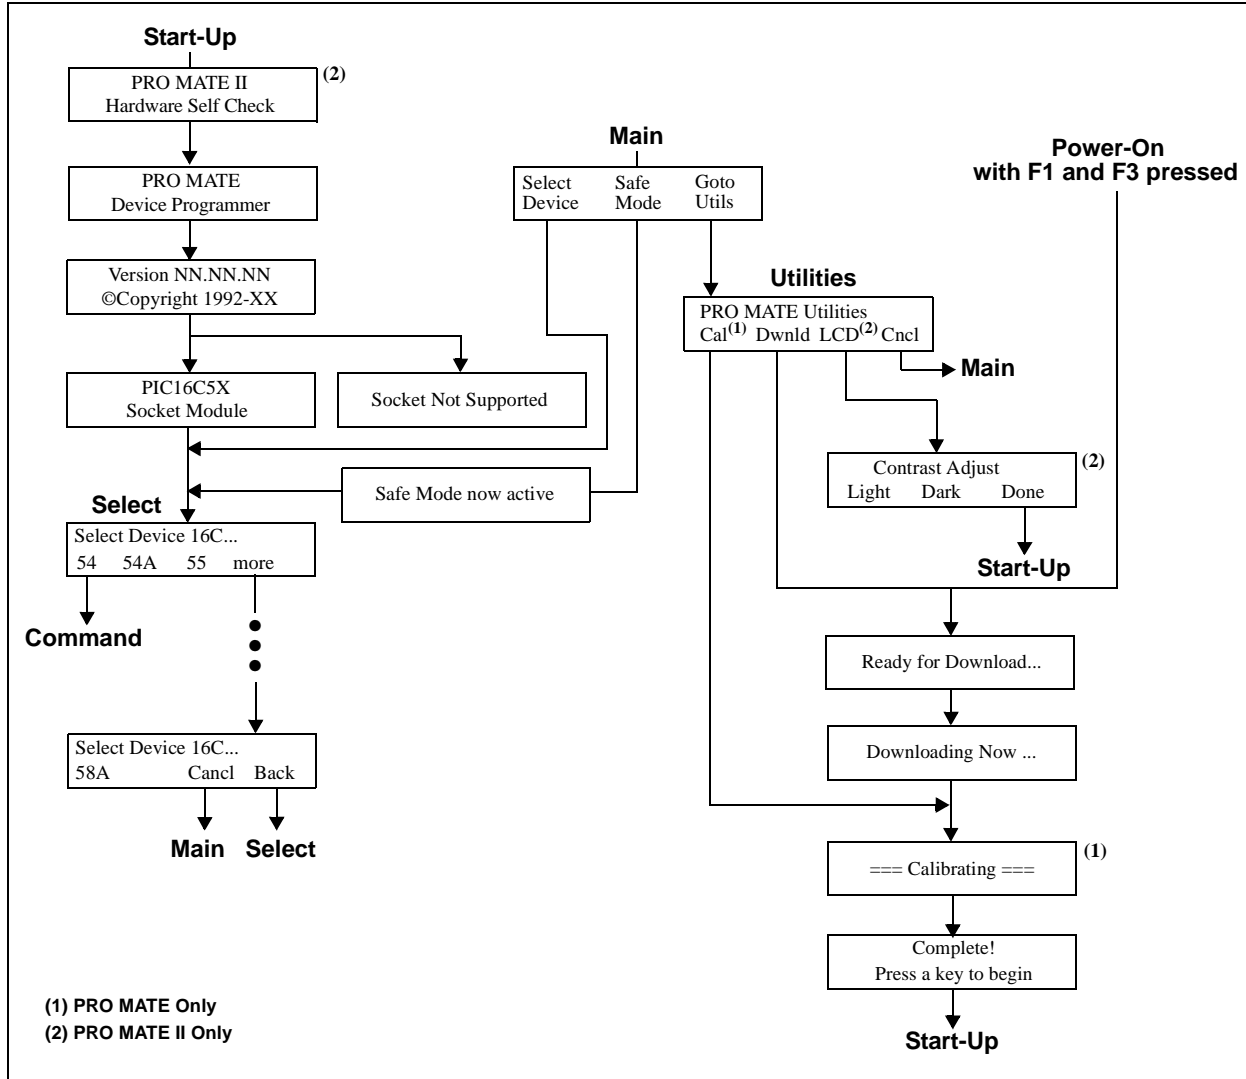 Start-Up
PRO MATE II
Hardware Self Check
(2)
PRO MATE
Device Programmer
Version NN.NN.NN
©Copyright 1992-XX
PIC16C5X
Socket Module
Socket Not Supported
Safe Mode now active
Select
Select Device 16C...
54 54A 55 more
Command
Select Device 16C...
58A Cancl Back
Main Select
Main
Select Safe Goto
Device Mode Utils
Utilities
PRO MATE Utilities
Cal(1) Dwnld LCD(2) Cncl
Main
Contrast Adjust
Light Dark Done
(2)
Start-Up
Power-On
with F1 and F3 pressed
Ready for Download...
Downloading Now ...
=== Calibrating ===
(1)
Complete!
Press a key to begin
Start-Up
(1) PRO MATE Only
(2) PRO MATE II Only